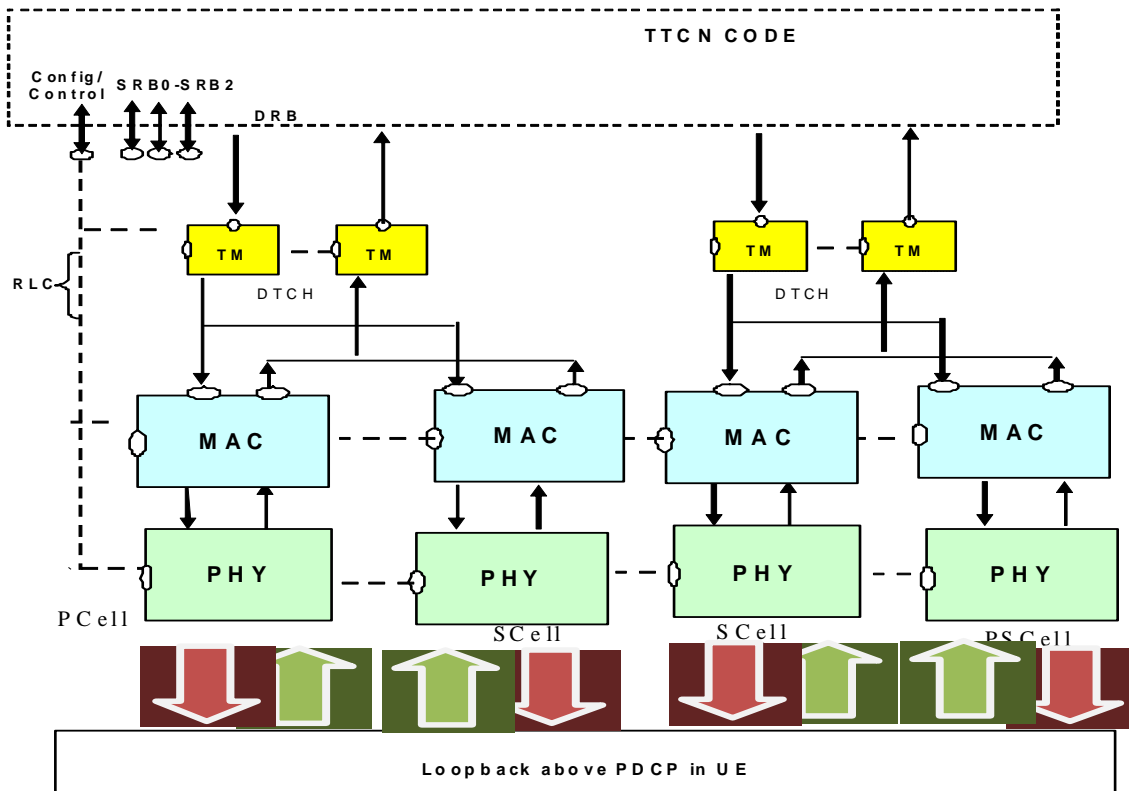 TTCN CODE
Config/
Control
SRB0-SRB2
DRB
TM
TM
TM
TM
RLC
DTCH
DTCH
MAC
MAC
MAC
MAC
PHY
PHY
PHY
PHY
PCell
SCell
SCell
PSCell
Loopback above PDCP in UE